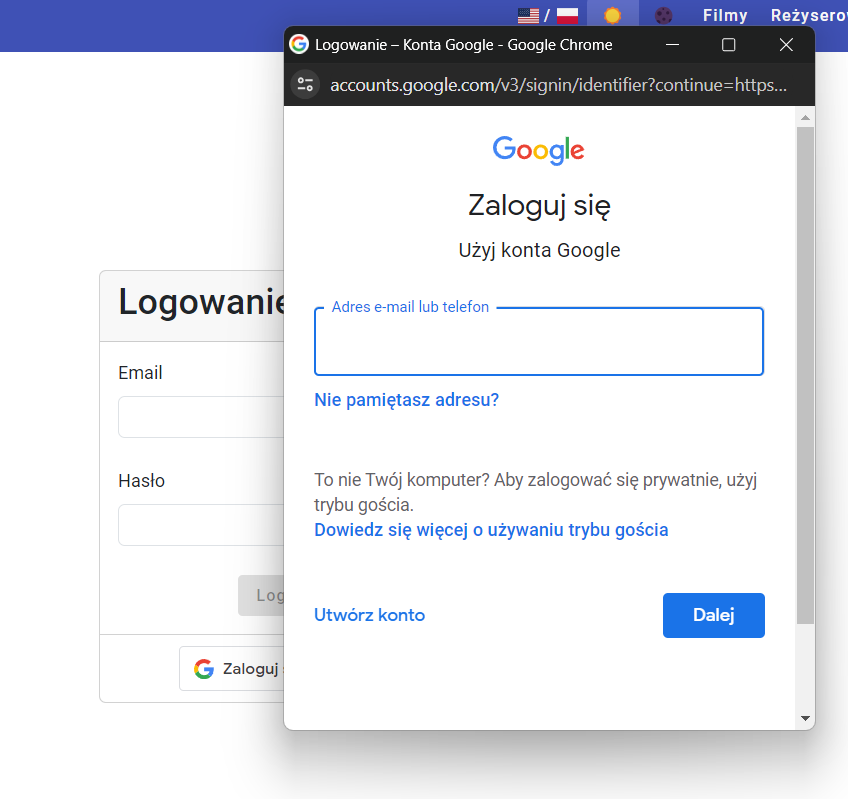 / Filmy
Logowanie – Konta Google - Google Chrome
accounts.google.com/v3/signin/identifier?continue=https...
Google
Zaloguj się
Użyj konta Google
Adres e-mail lub telefon
Nie pamiętasz adresu?
To nie Twój komputer? Aby zalogować się prywatnie, użyj
trybu gościa.
Dowiedz się więcej o używaniu trybu gościa
Utwórz konto
Dalej
Logowanie
Email
Hasło
Zaloguj